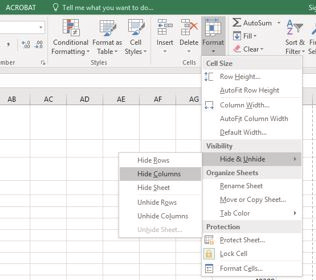 ACROBAT Tell me what you want to do...
Conditional Formatting Format as Table Cell Styles Insert Delete Format AutoSum Fill Clear Sort & Filter
Styles Cells
AB AC AD AE AF AG
Cell Size
Row Height...
AutoFit Row Height
Column Width...
AutoFit Column Width
Default Width...
Visibility
Hide & Unhide
Hide Rows
Hide Columns
Hide Sheet
Unhide Rows
Unhide Columns
Unhide Sheet...
Organize Sheets
Rename Sheet
Move or Copy Sheet...
Tab Color
Protection
Protect Sheet...
Lock Cell
Format Cells...